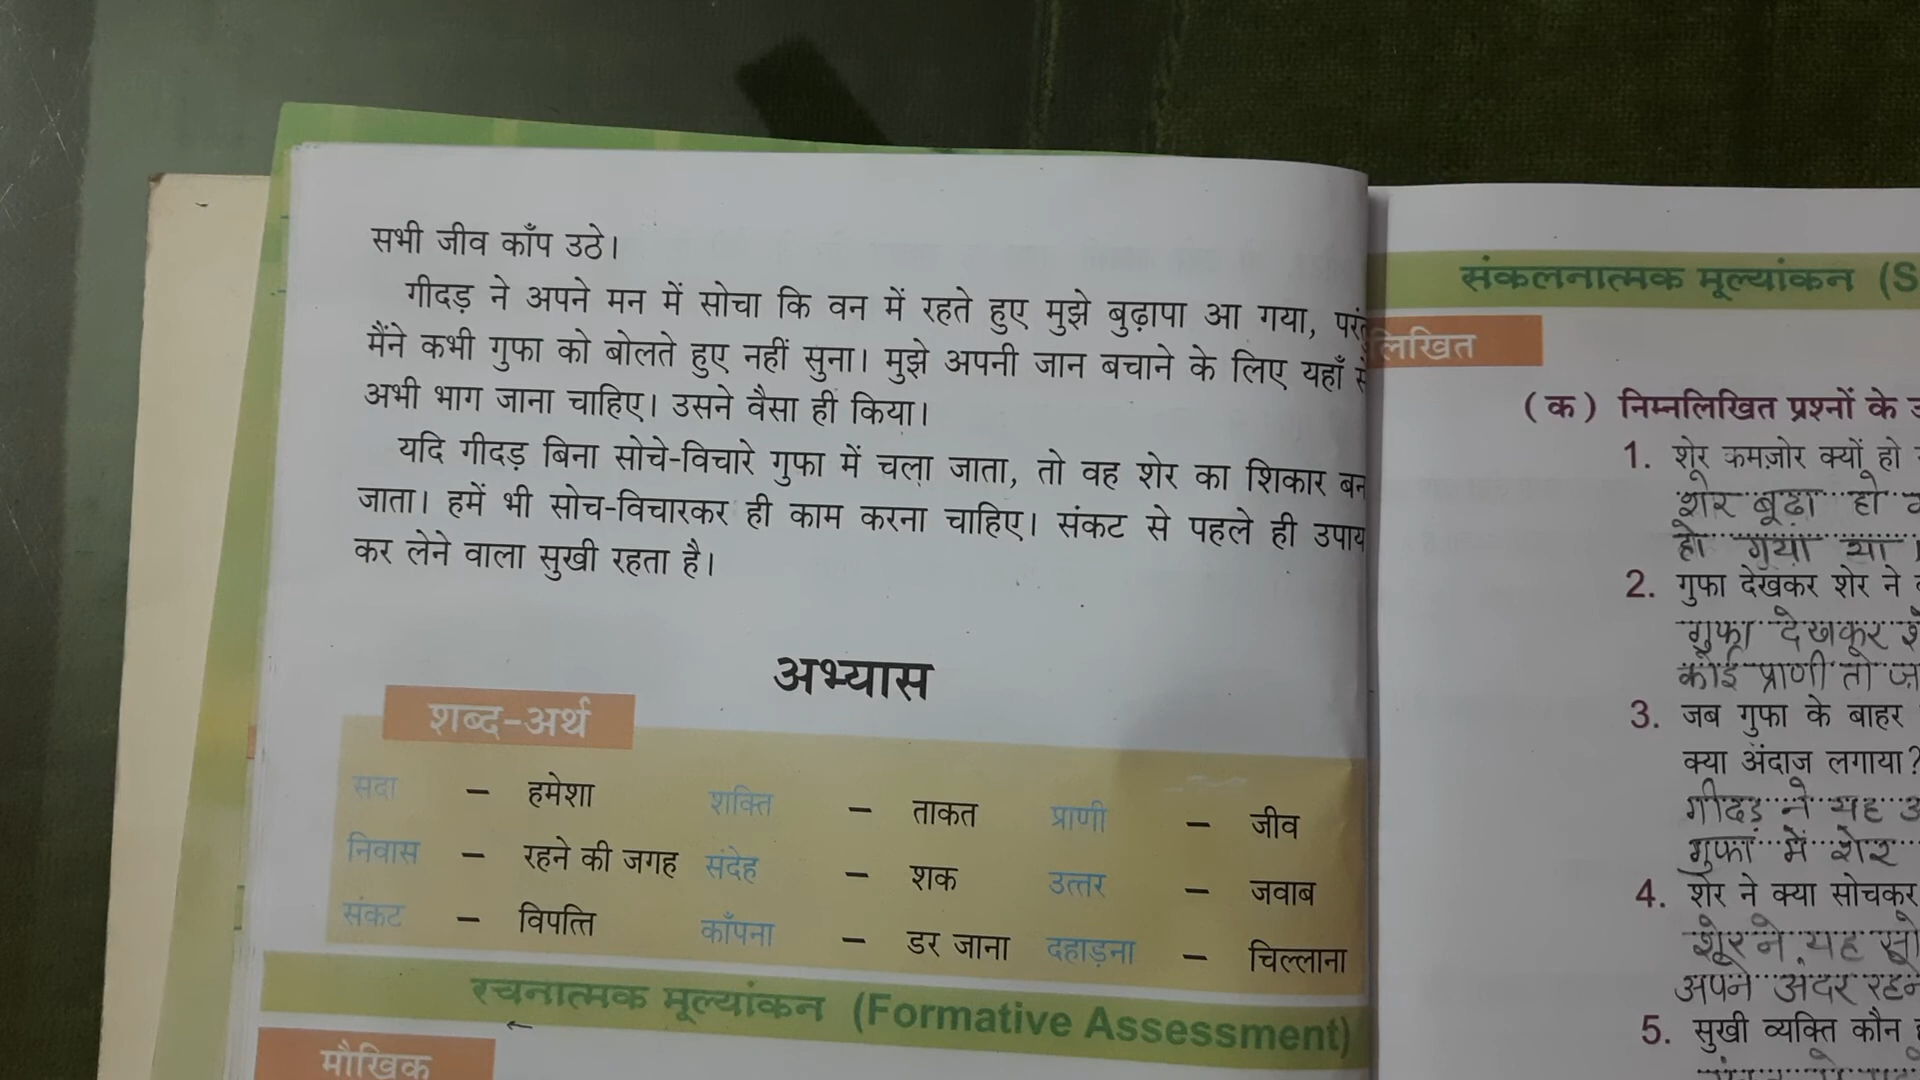 सभी जीव काँप उठे।
गीदड़ ने अपने मन में सोचा कि वन में रहते हुए मुझे बुढ़ापा आ गया, परंतु
मैंने कभी गुफा को बोलते हुए नहीं सुना। मुझे अपनी जान बचाने के लिए यहाँ से
अभी भाग जाना चाहिए। उसने वैसा ही किया।
यदि गीदड़ बिना सोचे-विचारे गुफा में चला जाता, तो वह शेर का शिकार बन
जाता। हमें भी सोच-विचारकर ही काम करना चाहिए। संकट से पहले ही उपाय
कर लेने वाला सुखी रहता है।
अभ्यास
शब्द-अर्थ
सदा – हमेशा शक्ति – ताकत प्राणी – जीव
निवास – रहने की जगह संदेह – शक उत्तर – जवाब
संकट – विपत्ति काँपना – डर जाना दहाड़ना – चिल्लाना
रचनात्मक मूल्यांकन (Formative Assessment)
मौखिक
संकलनात्मक मूल्यांकन (S
लिखित
(क) निम्नलिखित प्रश्नों के
1. शेर कमज़ोर क्यों हो
शेर बूढ़ा हो
हो गया था।
2. गुफा देखकर शेर ने
गुफा देखकर
कोई प्राणी तो
3. जब गुफा के बाहर
क्या अंदाज़ लगाया?
गीदड़ ने यह
गुफा में शेर
4. शेर ने क्या सोचकर
शेर ने यह
अपने अंदर
5. सुखी व्यक्ति कौन